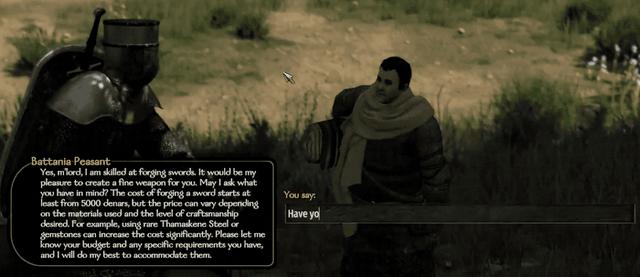 Battania Peasant
Yes, m'lord, I am skilled at forging swords. It would be my
pleasure to create a fine weapon for you. May I ask what
you have in mind? The cost of forging a sword starts at
least from 5000 denars, but the price can vary depending
on the materials used and the level of craftsmanship
desired. For example, using rare Thamaskene Steel or
gemstones can increase the cost significantly. Please let me
know your budget and any specific requirements you have,
and I will do my best to accommodate them.
You say:
Have yo